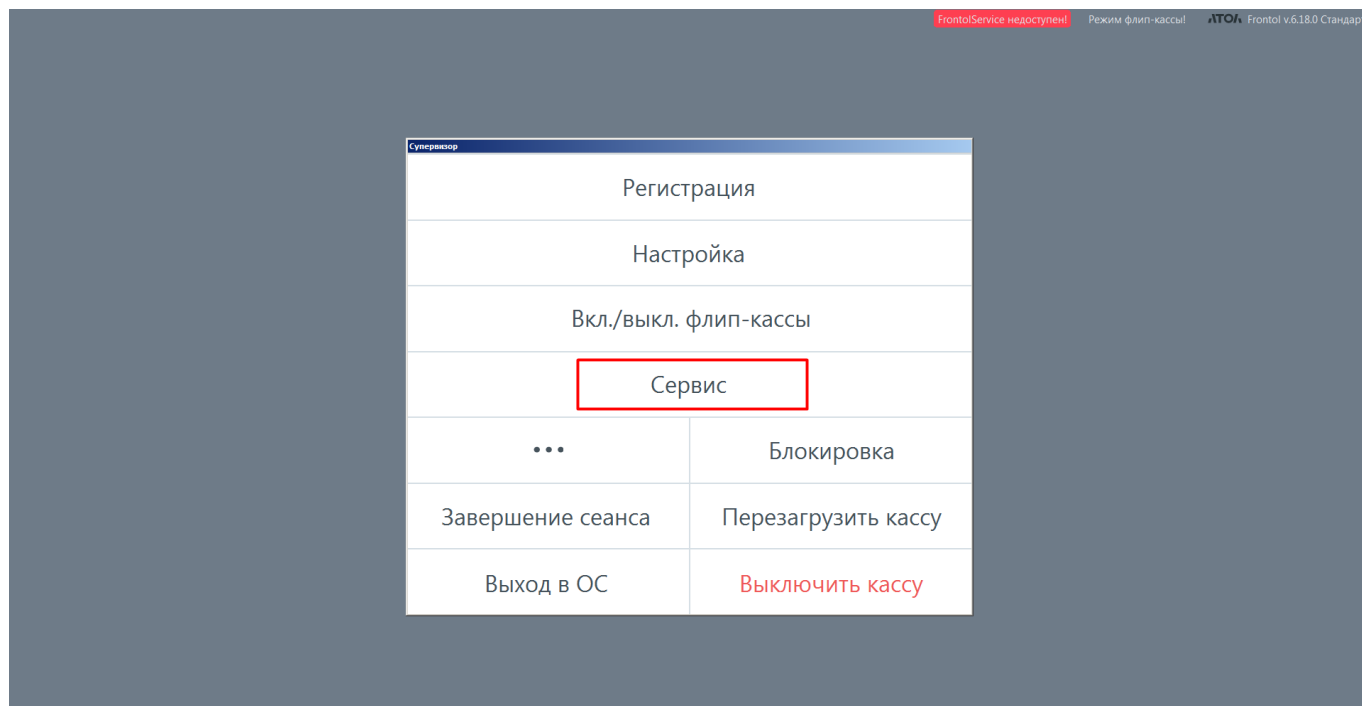 FrontolService недоступен! Режим флип-кассы! АТОЛ Frontol v.6.18.0 Стандар
Супервизор
Регистрация
Настройка
Вкл./выкл. флип-кассы
Сервис
••• Блокировка
Завершение сеанса Перезагрузить кассу
Выход в ОС Выключить кассу